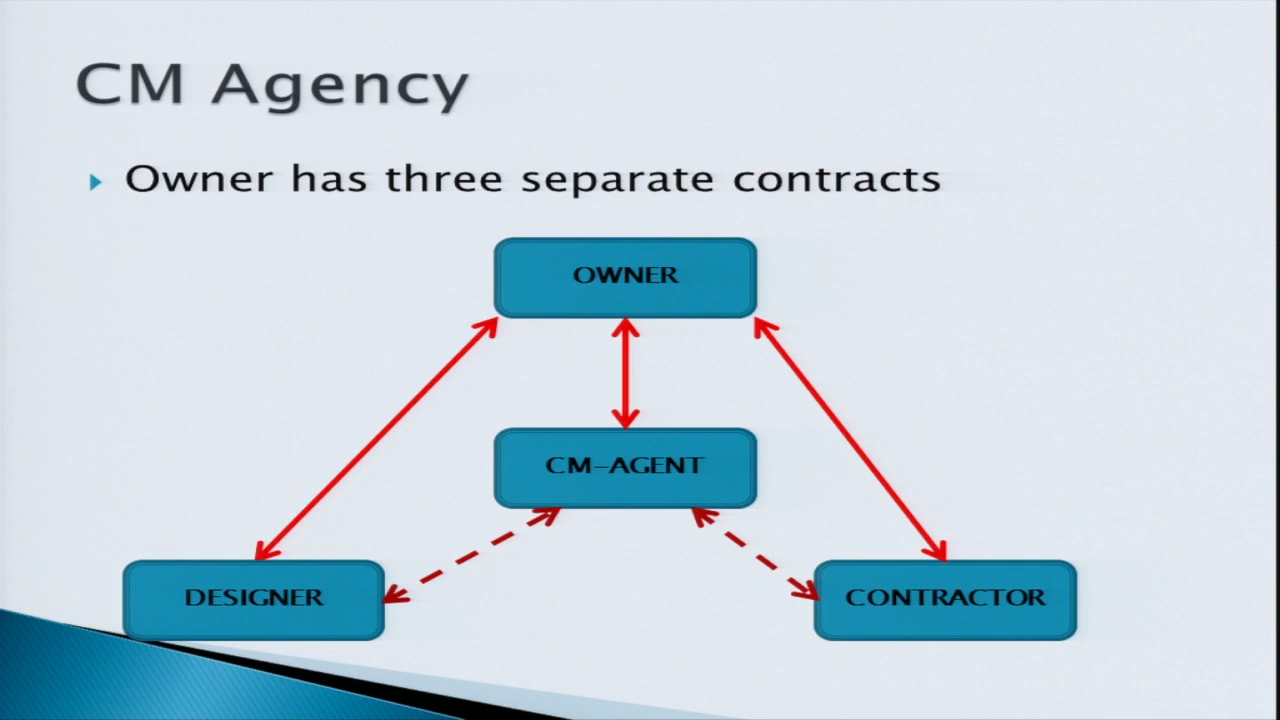 CM Agency
Owner has three separate contracts
OWNER
CM-AGENT
DESIGNER
CONTRACTOR